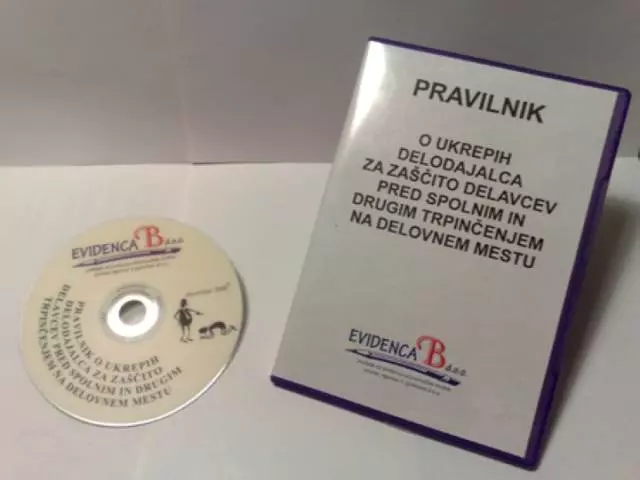 PRAVILNIK
O UKREPIH
DELODAJALCA
ZA ZAŠČITO DELAVCEV
PRED SPOLNIM IN
DRUGIM TRPINČENJEM
NA DELOVNEM MESTU
EVIDENCA B d.o.o.
EVIDENCA B d.o.o.
PRAVILNIK O UKREPIH
DELODAJALCA ZA ZAŠČITO
DELAVCEV PRED SPOLNIM IN DRUGIM
TRPINČENJEM NA DELOVNEM MESTU